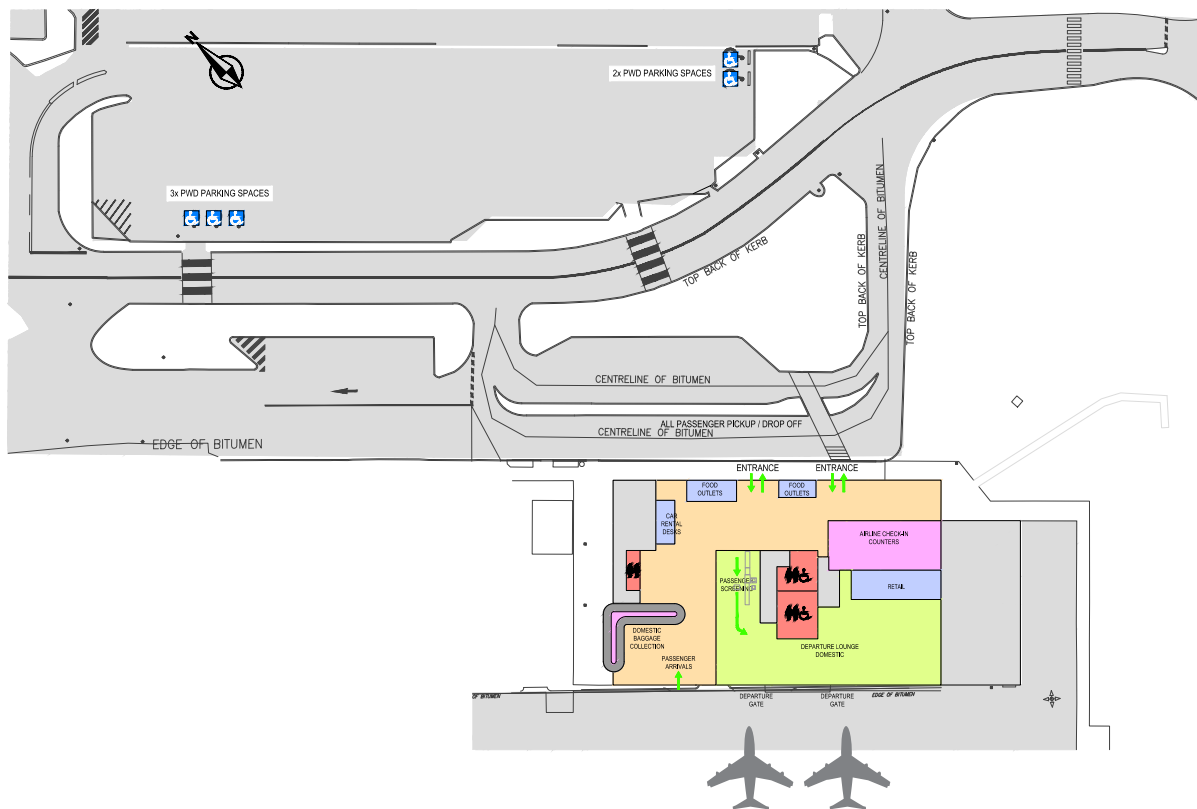 N
2x PWD PARKING SPACES
3x PWD PARKING SPACES
TOP BACK OF KERB
TOP BACK OF KERB
CENTRELINE OF BITUMEN
TOP BACK OF KERB
CENTRELINE OF BITUMEN
ALL PASSENGER PICKUP / DROP OFF
CENTRELINE OF BITUMEN
EDGE OF BITUMEN
ENTRANCE
ENTRANCE
FOOD
OUTLETS
FOOD
OUTLETS
CAR
RENTAL
DESKS
AIRLINE CHECK-IN
COUNTERS
PASSENGER
SCREENING
RETAIL
DOMESTIC
BAGGAGE
COLLECTION
DEPARTURE LOUNGE
DOMESTIC
PASSENGER
ARRIVALS
OF BITUMEN
DEPARTURE
GATE
DEPARTURE
GATE
EDGE OF BITUMEN